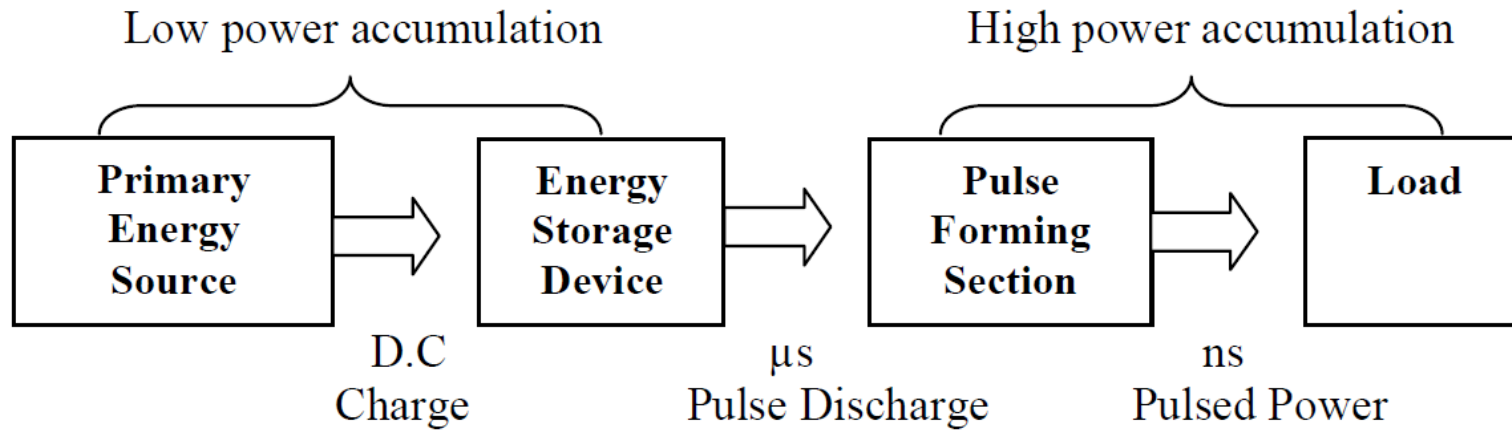 Low power accumulation
High power accumulation
Primary
Energy
Source
Energy
Storage
Device
Pulse
Forming
Section
Load
D.C
Charge
µs
Pulse Discharge
ns
Pulsed Power